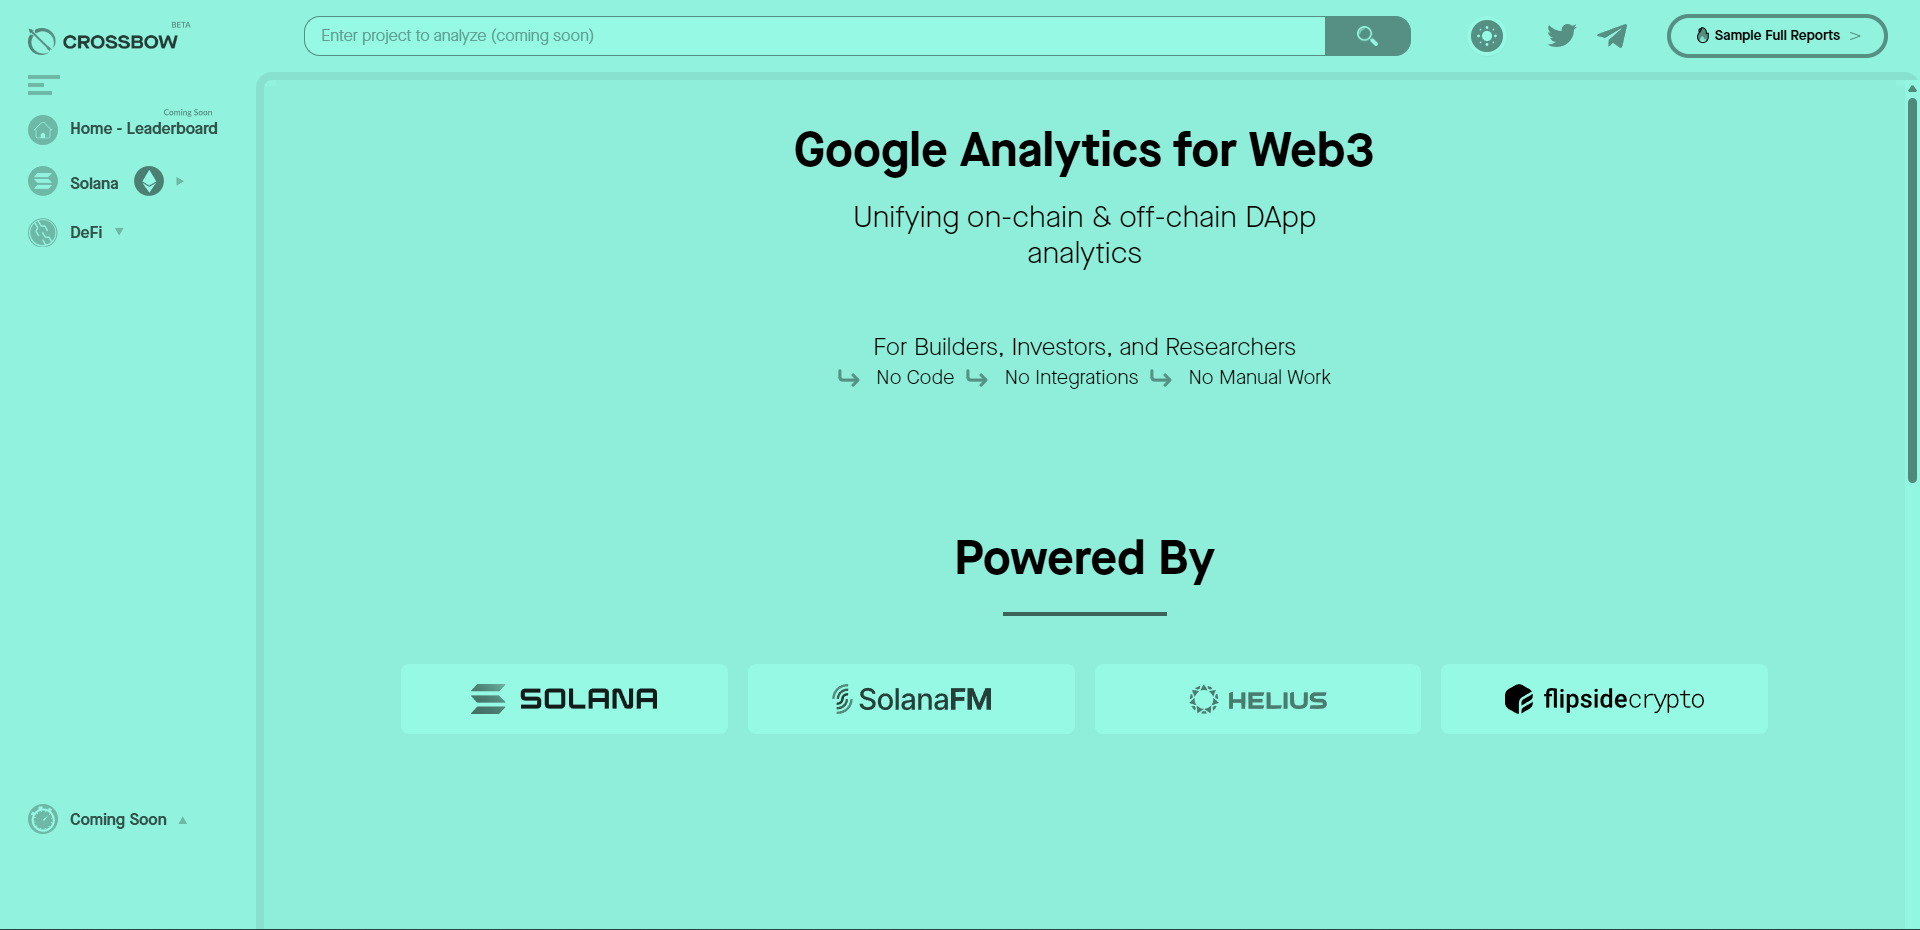 BETA
CROSSBOW
Enter project to analyze (coming soon)
Sample Full Reports >
Coming Soon
Home - Leaderboard
Solana
DeFi
Coming Soon
Google Analytics for Web3
Unifying on-chain & off-chain DApp
analytics
For Builders, Investors, and Researchers
No Code No Integrations No Manual Work
Powered By
SOLANA
SolanaFM
HELIUS
flipsidecrypto